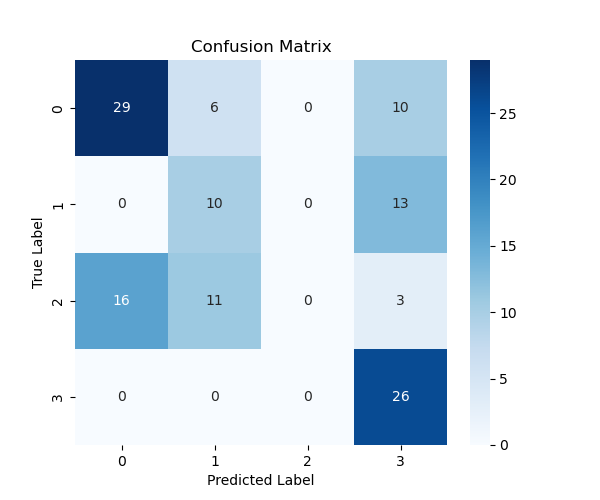 Confusion Matrix
0 29 6 0 10
1 0 10 0 13
2 16 11 0 3
3 0 0 0 26
0 1 2 3
Predicted Label
True Label
25
20
15
10
5
0